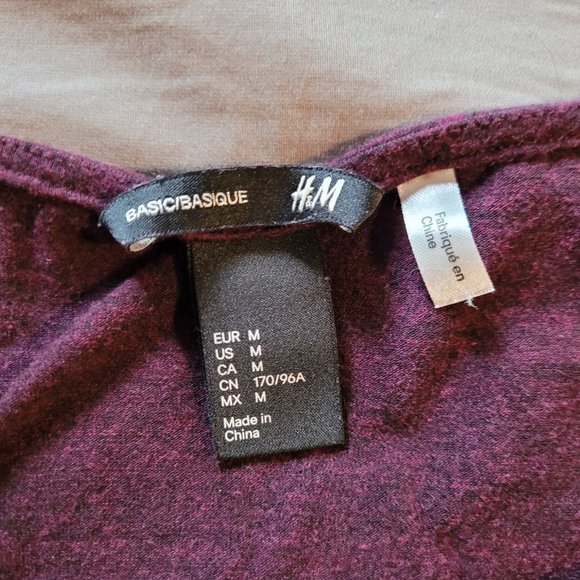 BASIC/BASIQUE H&M
Fabriqué en
Chine
EUR M
US M
CA M
CN 170/96A
MX M
Made in
China